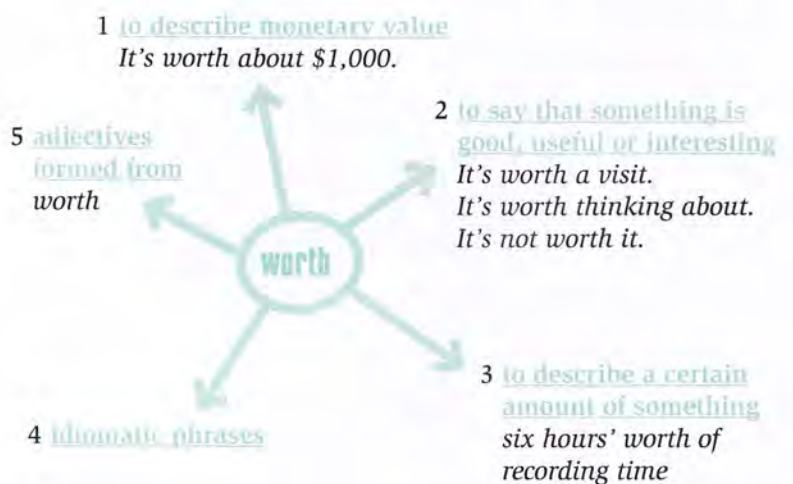 1 to describe monetary value
It's worth about $1,000.
2 to say that something is
good, useful or interesting
It's worth a visit.
It's worth thinking about.
It's not worth it.
3 to describe a certain
amount of something
six hours' worth of
recording time
4 idiomatic phrases
5 adjectives
formed from
worth
worth